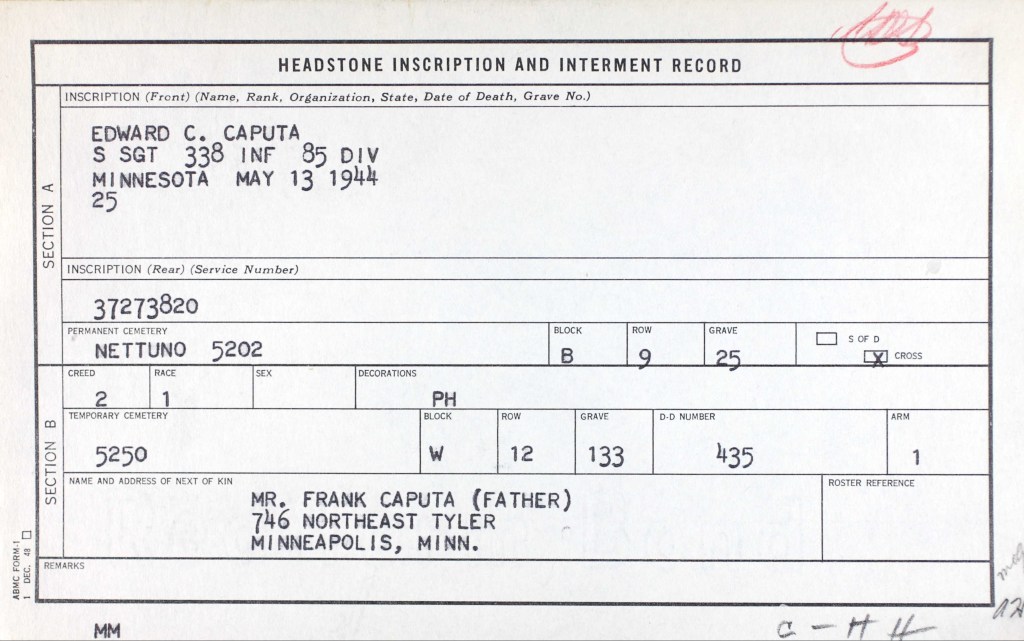 HEADSTONE INSCRIPTION AND INTERMENT RECORD
SECTION A
INSCRIPTION (Front) (Name, Rank, Organization, State, Date of Death, Grave No.)
EDWARD C. CAPUTA
S SGT 338 INF 85 DIV
MINNESOTA MAY 13 1944
25
INSCRIPTION (Rear) (Service Number)
37273820
PERMANENT CEMETERY BLOCK ROW GRAVE
NETTUNO 5202 B 9 25
S OF D
X CROSS
SECTION B
CREED RACE SEX DECORATIONS
2 1 PH
TEMPORARY CEMETERY BLOCK ROW GRAVE D-D NUMBER ARM
5250 W 12 133 435 1
NAME AND ADDRESS OF NEXT OF KIN ROSTER REFERENCE
MR. FRANK CAPUTA (FATHER)
746 NORTHEAST TYLER
MINNEAPOLIS, MINN.
ABMC FORM-1
1 DEC. 48
REMARKS
MM
C - H H